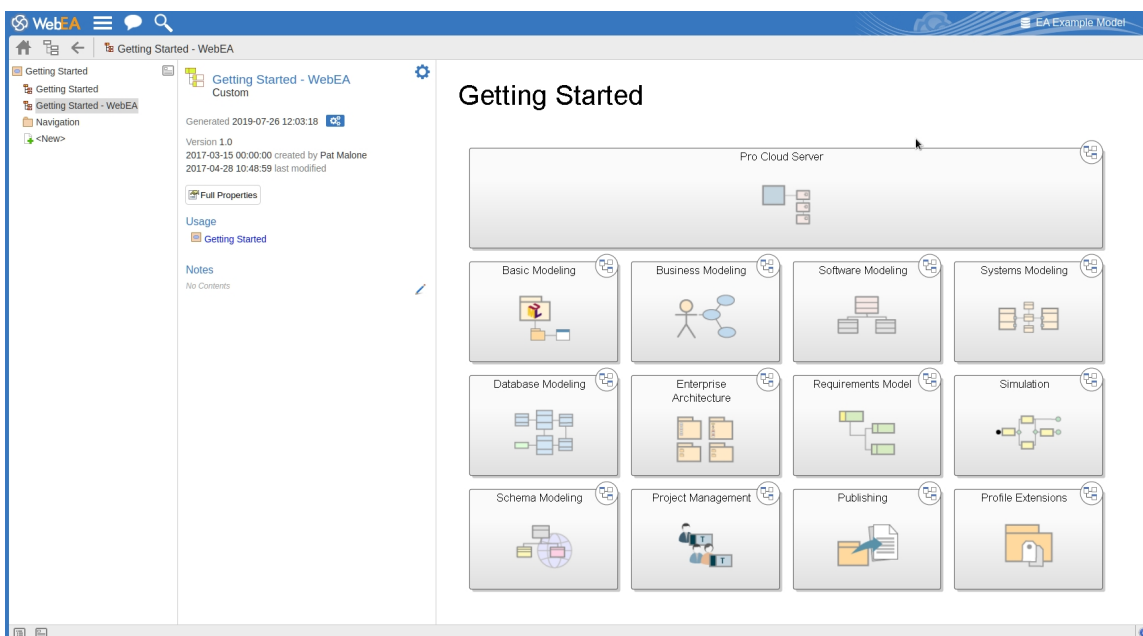 WebEA
EA Example Model
Getting Started - WebEA
Getting Started
Getting Started
Getting Started - WebEA
Navigation
<New>
Getting Started - WebEA
Custom
Generated 2019-07-26 12:03:18
Version 1.0
2017-03-15 00:00:00 created by Pat Malone
2017-04-28 10:48:59 last modified
Full Properties
Usage
Getting Started
Notes
No Contents
Getting Started
Pro Cloud Server
Basic Modeling
Business Modeling
Software Modeling
Systems Modeling
Database Modeling
Enterprise
Architecture
Requirements Model
Simulation
Schema Modeling
Project Management
T
T
Publishing
Profile Extensions